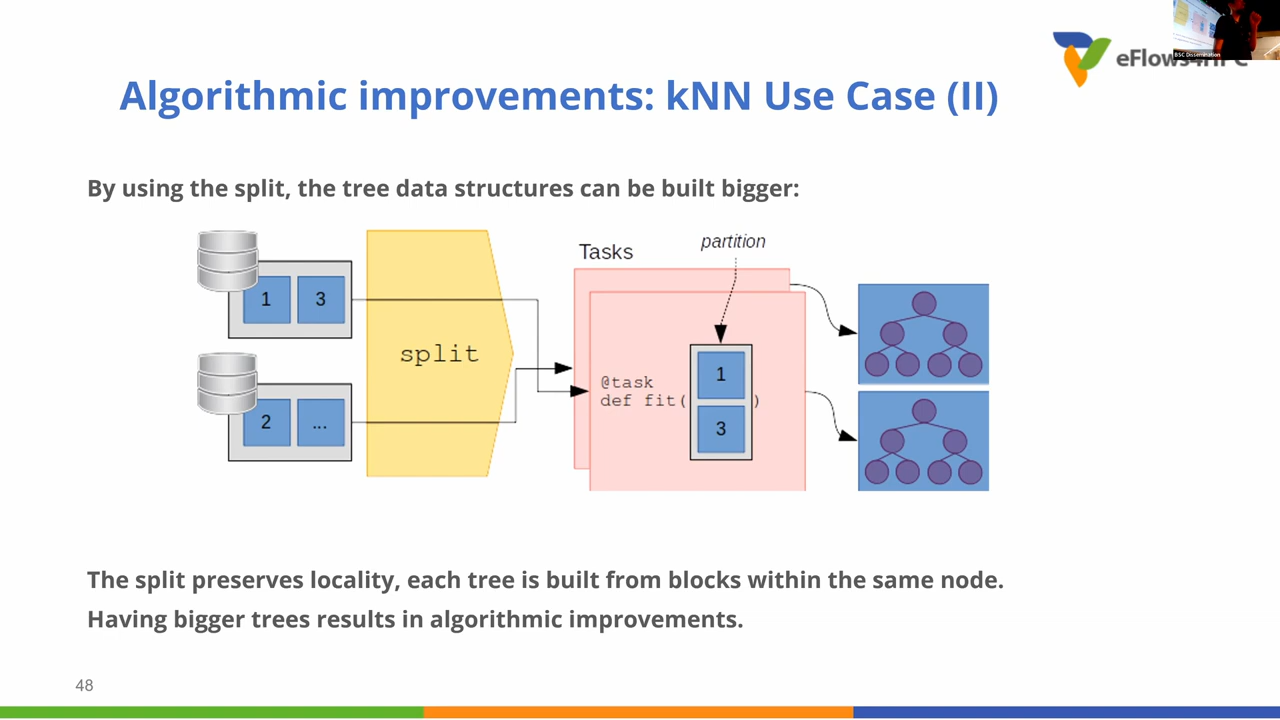 BSC Dissemination
eFlows4HPC
Algorithmic improvements: kNN Use Case (II)
By using the split, the tree data structures can be built bigger:
Tasks
partition
1 3
split
@task
def fit( )
1
3
2 ...
The split preserves locality, each tree is built from blocks within the same node.
Having bigger trees results in algorithmic improvements.
48